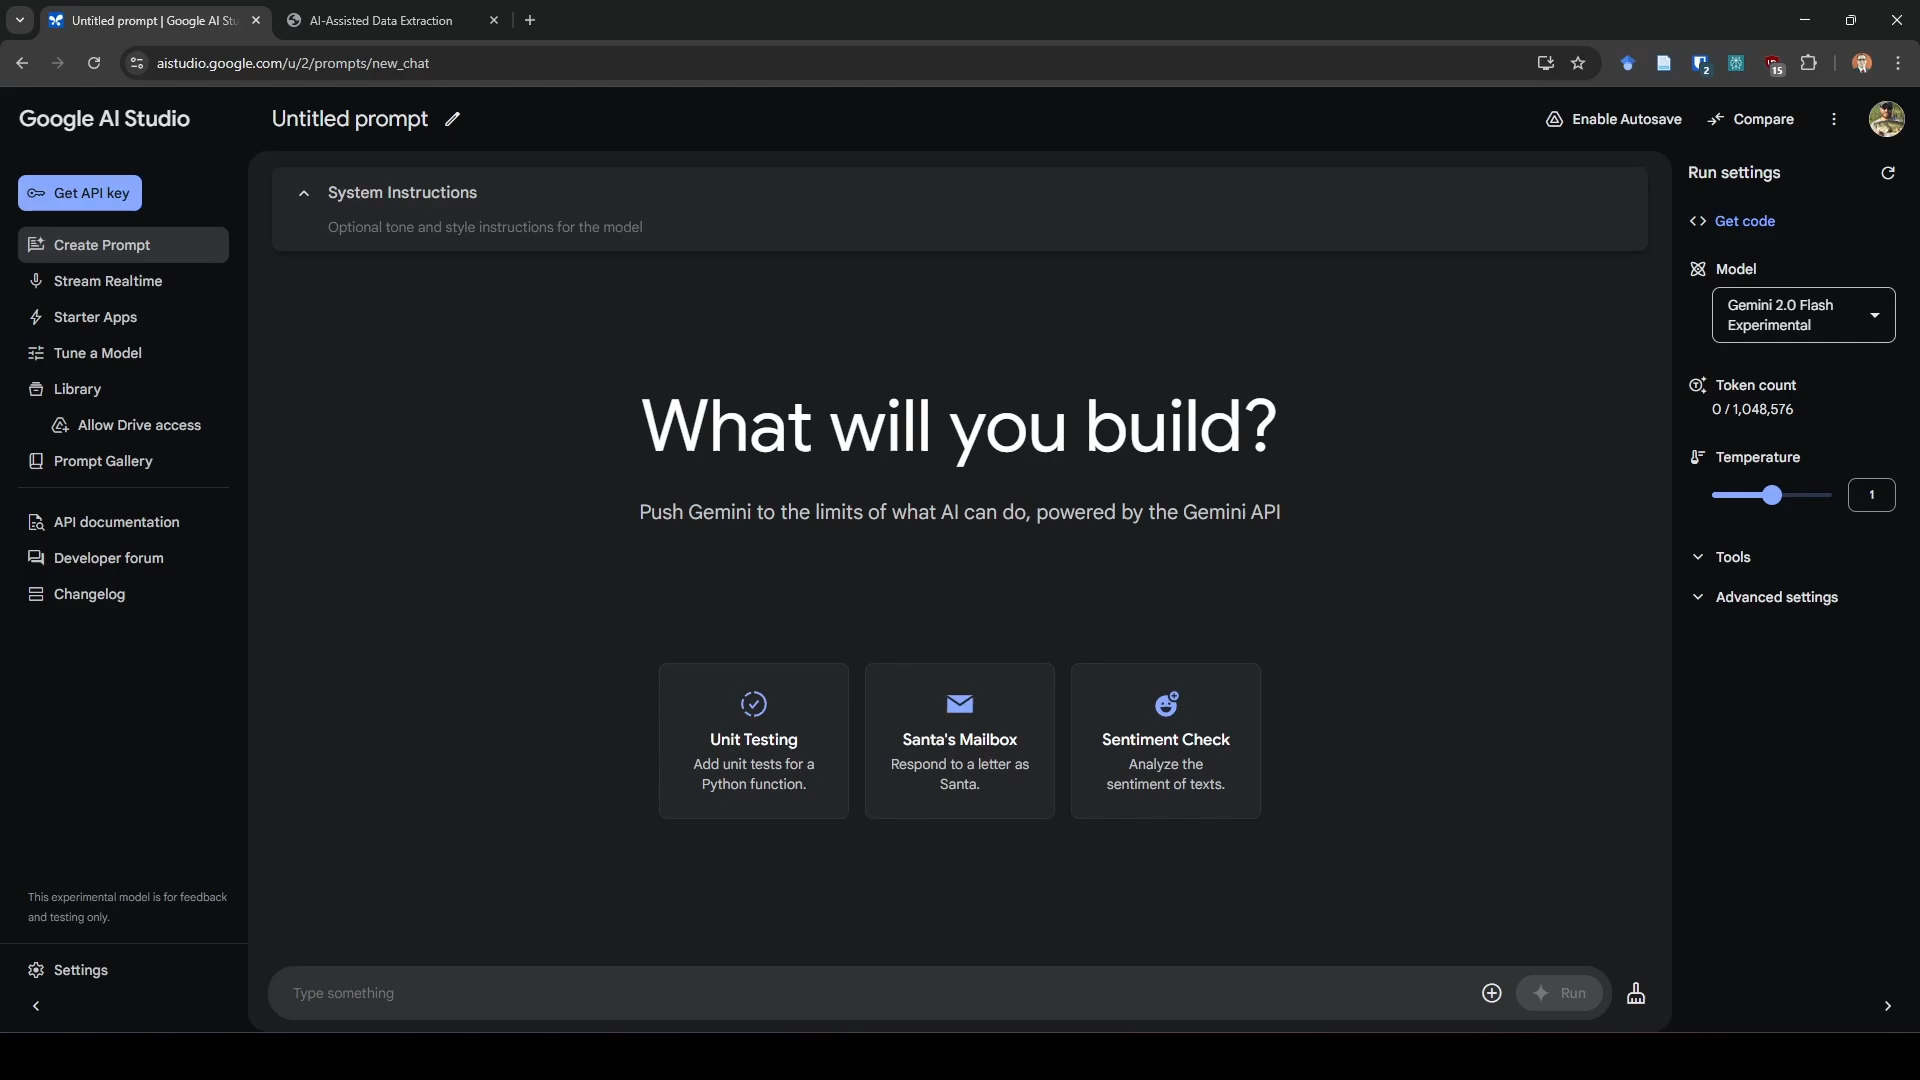 Untitled prompt | Google AI Stu
AI-Assisted Data Extraction
aistudio.google.com/u/2/prompts/new_chat
2
15
Google AI Studio
Untitled prompt
Enable Autosave
Compare
Get API key
Create Prompt
Stream Realtime
Starter Apps
Tune a Model
Library
Allow Drive access
Prompt Gallery
API documentation
Developer forum
Changelog
This experimental model is for feedback
and testing only.
Settings
System Instructions
Optional tone and style instructions for the model
What will you build?
Push Gemini to the limits of what AI can do, powered by the Gemini API
Unit Testing
Add unit tests for a
Python function.
Santa's Mailbox
Respond to a letter as
Santa.
Sentiment Check
Analyze the
sentiment of texts.
Type something
Run
Run settings
Get code
Model
Gemini 2.0 Flash
Experimental
Token count
0 / 1,048,576
Temperature
1
Tools
Advanced settings